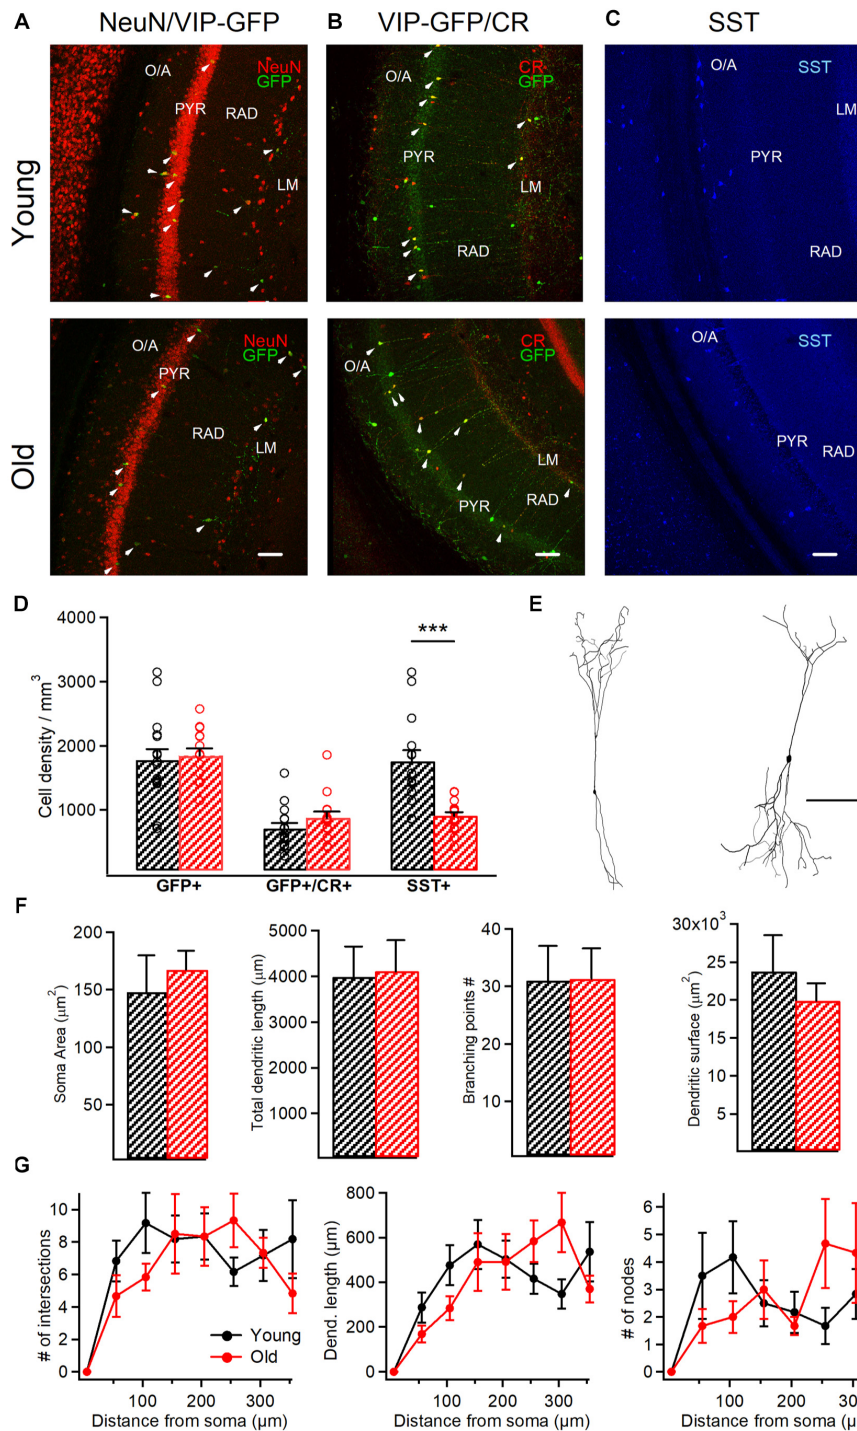 A NeuN/VIP-GFP B VIP-GFP/CR C SST
Young
O/A NeuN GFP PYR RAD LM
CR GFP PYR LM RAD
O/A SST LM PYR RAD
Old
O/A NeuN GFP PYR RAD LM
O/A CR GFP LM PYR RAD
O/A SST PYR RAD
D
Cell density / mm³
4000
3000
2000
1000
***
GFP+ GFP+/CR+ SST+
E
F
Soma Area (µm²)
200
150
100
50
Total dendritic length (µm)
5000
4000
3000
2000
1000
Branching points #
40
30
20
10
Dendritic surface (µm²)
30x10³
25
20
15
10
5
G
# of intersections
10
8
6
4
2
0
Young
Old
100 200 300
Distance from soma (µm)
Dend. length (µm)
800
600
400
200
0
100 200 300
Distance from soma (µm)
# of nodes
6
5
4
3
2
1
0
100 200
Distance from soma (µ